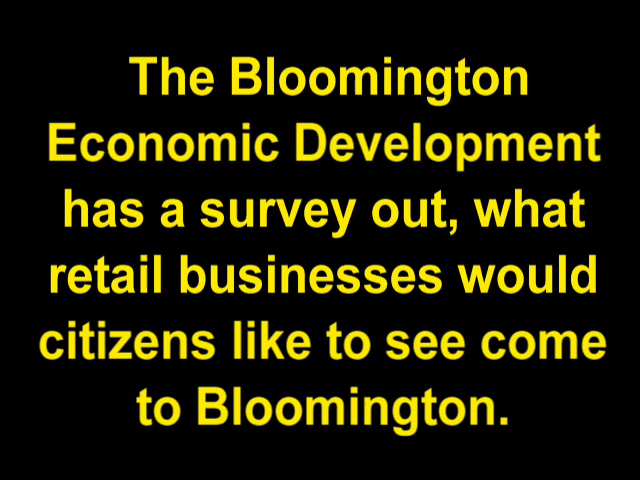 The Bloomington
Economic Development
has a survey out, what
retail businesses would
citizens like to see come
to Bloomington.